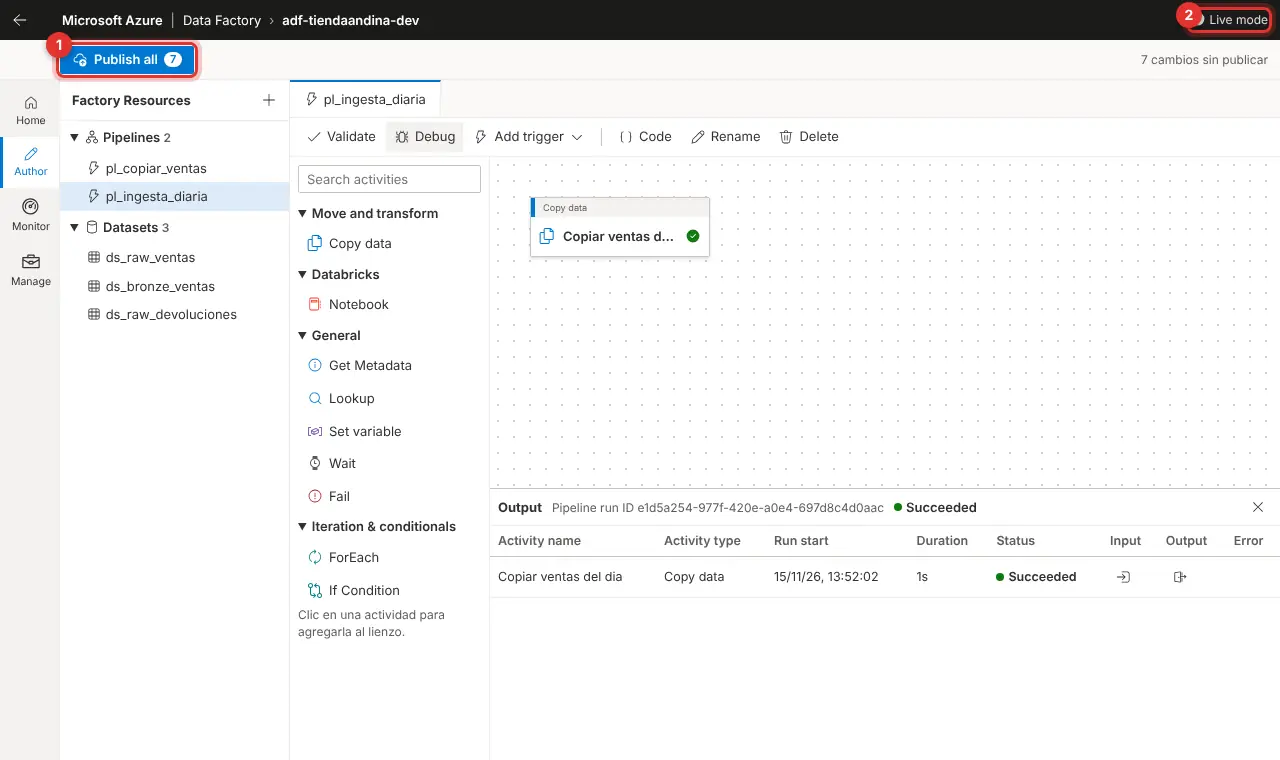 Microsoft Azure | Data Factory › adf-tiendaandina-dev
2 Live mode
1 Publish all 7
7 cambios sin publicar
Home
Author
Monitor
Manage
Factory Resources
Pipelines 2
pl_copiar_ventas
pl_ingesta_diaria
Datasets 3
ds_raw_ventas
ds_bronze_ventas
ds_raw_devoluciones
pl_ingesta_diaria
Validate Debug Add trigger Code Rename Delete
Search activities
Move and transform
Copy data
Databricks
Notebook
General
Get Metadata
Lookup
Set variable
Wait
Fail
Iteration & conditionals
ForEach
If Condition
Clic en una actividad para
agregarla al lienzo.
Copy data
Copiar ventas d...
Output Pipeline run ID e1d5a254-977f-420e-a0e4-697d8c4d0aac Succeeded
Activity name Activity type Run start Duration Status Input Output Error
Copiar ventas del dia Copy data 15/11/26, 13:52:02 1s Succeeded